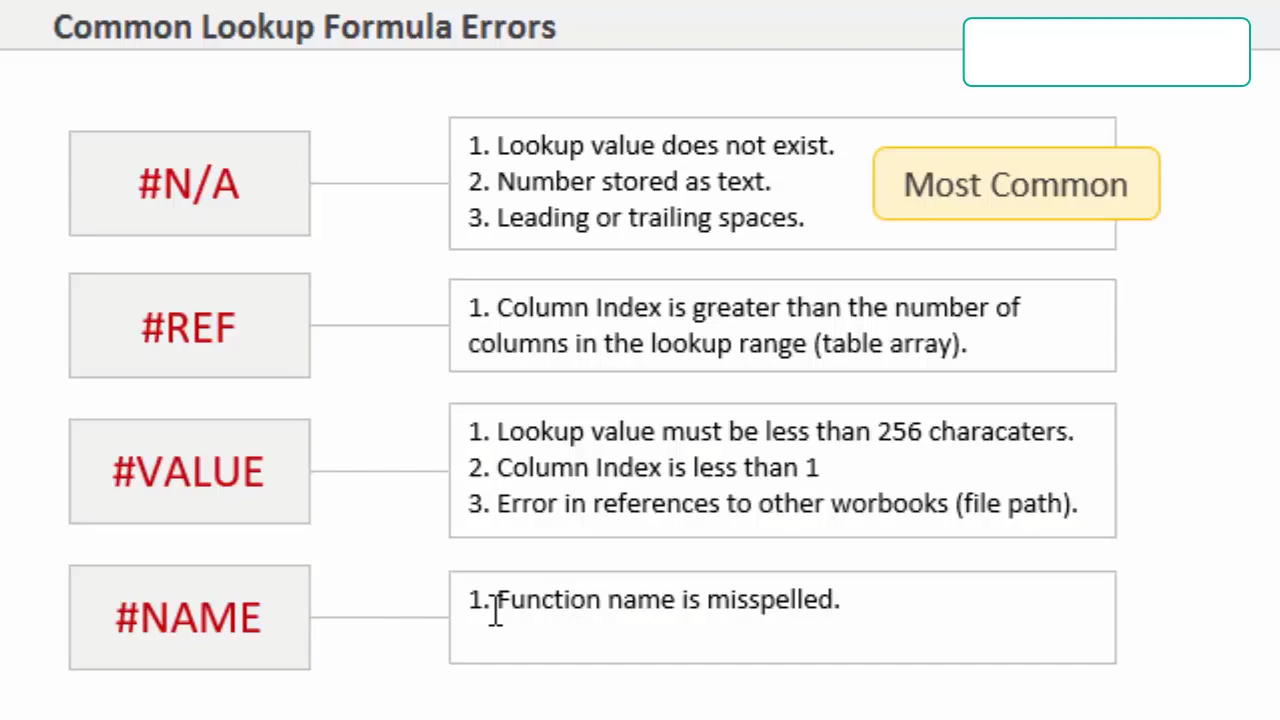 Common Lookup Formula Errors
#N/A
1. Lookup value does not exist.
2. Number stored as text.
3. Leading or trailing spaces.
Most Common
#REF
1. Column Index is greater than the number of
columns in the lookup range (table array).
#VALUE
1. Lookup value must be less than 256 characaters.
2. Column Index is less than 1
3. Error in references to other worbooks (file path).
#NAME
1. Function name is misspelled.